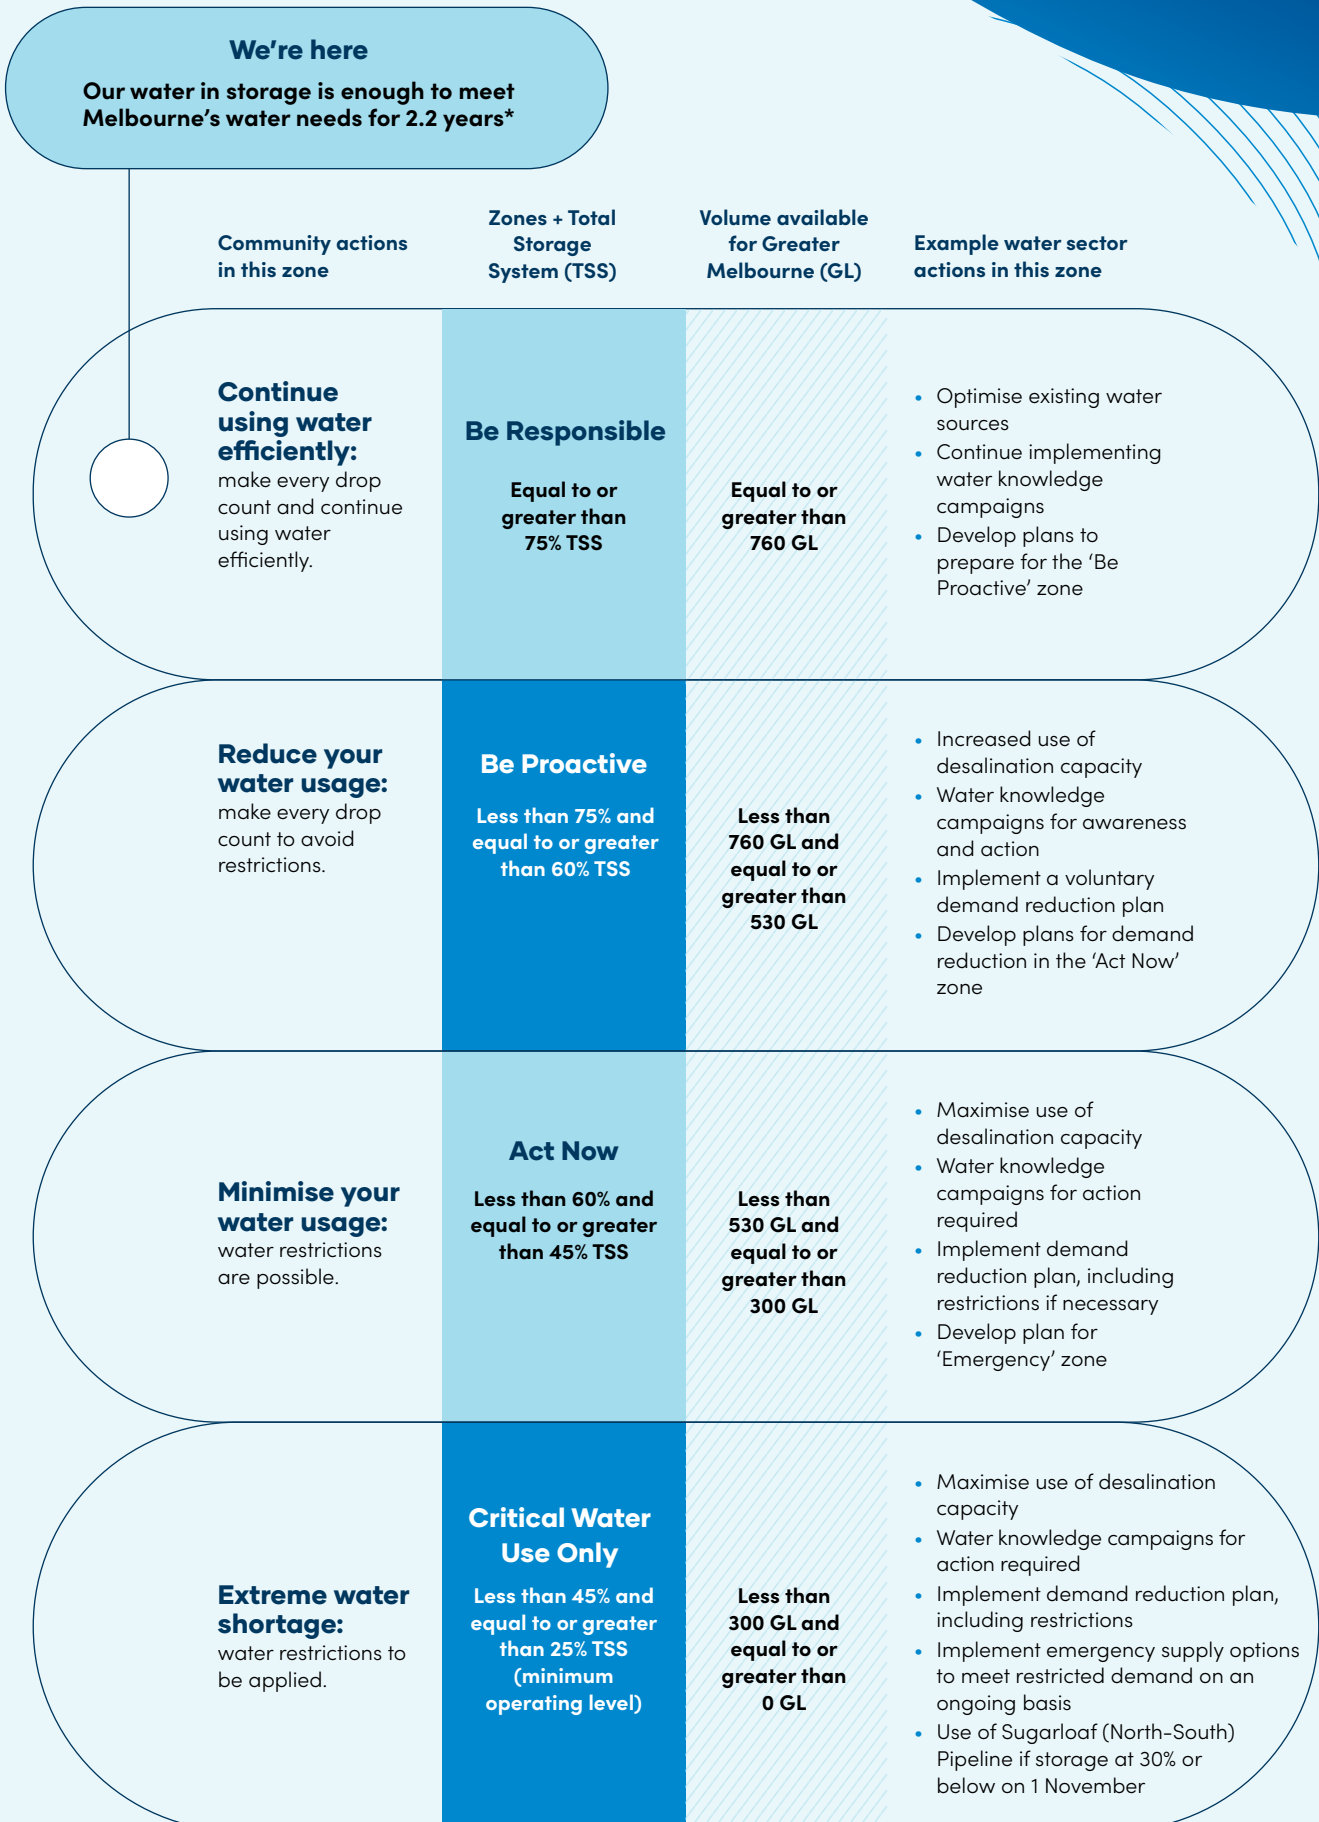 We're here
Our water in storage is enough to meet
Melbourne's water needs for 2.2 years*
Community actions
in this zone
Zones + Total
Storage
System (TSS)
Volume available
for Greater
Melbourne (GL)
Example water sector
actions in this zone
Continue
using water
efficiently:
make every drop
count and continue
using water
efficiently.
Be Responsible
Equal to or
greater than
75% TSS
Equal to or
greater than
760 GL
• Optimise existing water
sources
• Continue implementing
water knowledge
campaigns
• Develop plans to
prepare for the ‘Be
Proactive’ zone
Reduce your
water usage:
make every drop
count to avoid
restrictions.
Be Proactive
Less than 75% and
equal to or greater
than 60% TSS
Less than
760 GL and
equal to or
greater than
530 GL
• Increased use of
desalination capacity
• Water knowledge
campaigns for awareness
and action
• Implement a voluntary
demand reduction plan
• Develop plans for demand
reduction in the ‘Act Now’
zone
Minimise your
water usage:
water restrictions
are possible.
Act Now
Less than 60% and
equal to or greater
than 45% TSS
Less than
530 GL and
equal to or
greater than
300 GL
• Maximise use of
desalination capacity
• Water knowledge
campaigns for action
required
• Implement demand
reduction plan, including
restrictions if necessary
• Develop plan for
‘Emergency’ zone
Extreme water
shortage:
water restrictions to
be applied.
Critical Water
Use Only
Less than 45% and
equal to or greater
than 25% TSS
(minimum
operating level)
Less than
300 GL and
equal to or
greater than
0 GL
• Maximise use of desalination
capacity
• Water knowledge campaigns for
action required
• Implement demand reduction plan,
including restrictions
• Implement emergency supply options
to meet restricted demand on an
ongoing basis
• Use of Sugarloaf (North-South)
Pipeline if storage at 30% or
below on 1 November